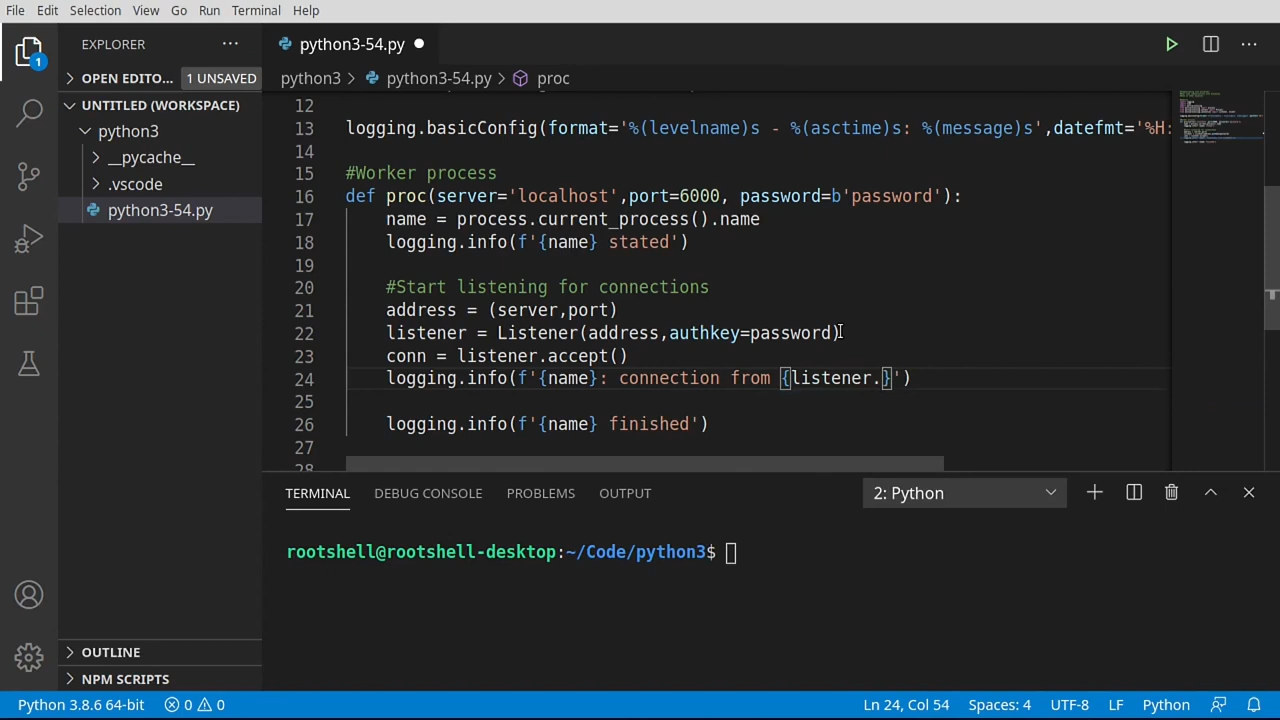 File Edit Selection View Go Run Terminal Help
EXPLORER
python3-54.py
OPEN EDITO... 1 UNSAVED
python3 > python3-54.py > proc
UNTITLED (WORKSPACE)
python3
__pycache__
.vscode
python3-54.py
12
13 logging.basicConfig(format='%(levelname)s - %(asctime)s: %(message)s',datefmt='%H:
14
15 #Worker process
16 def proc(server='localhost',port=6000, password=b'password'):
17 name = process.current_process().name
18 logging.info(f'{name} stated')
19
20 #Start listening for connections
21 address = (server,port)
22 listener = Listener(address,authkey=password)
23 conn = listener.accept()
24 logging.info(f'{name}: connection from {listener.}')
25
26 logging.info(f'{name} finished')
27
28
TERMINAL DEBUG CONSOLE PROBLEMS OUTPUT 2: Python
rootshell@rootshell-desktop:~/Code/python3$
OUTLINE
NPM SCRIPTS
1
Python 3.8.6 64-bit 0 0 Ln 24, Col 54 Spaces: 4 UTF-8 LF Python